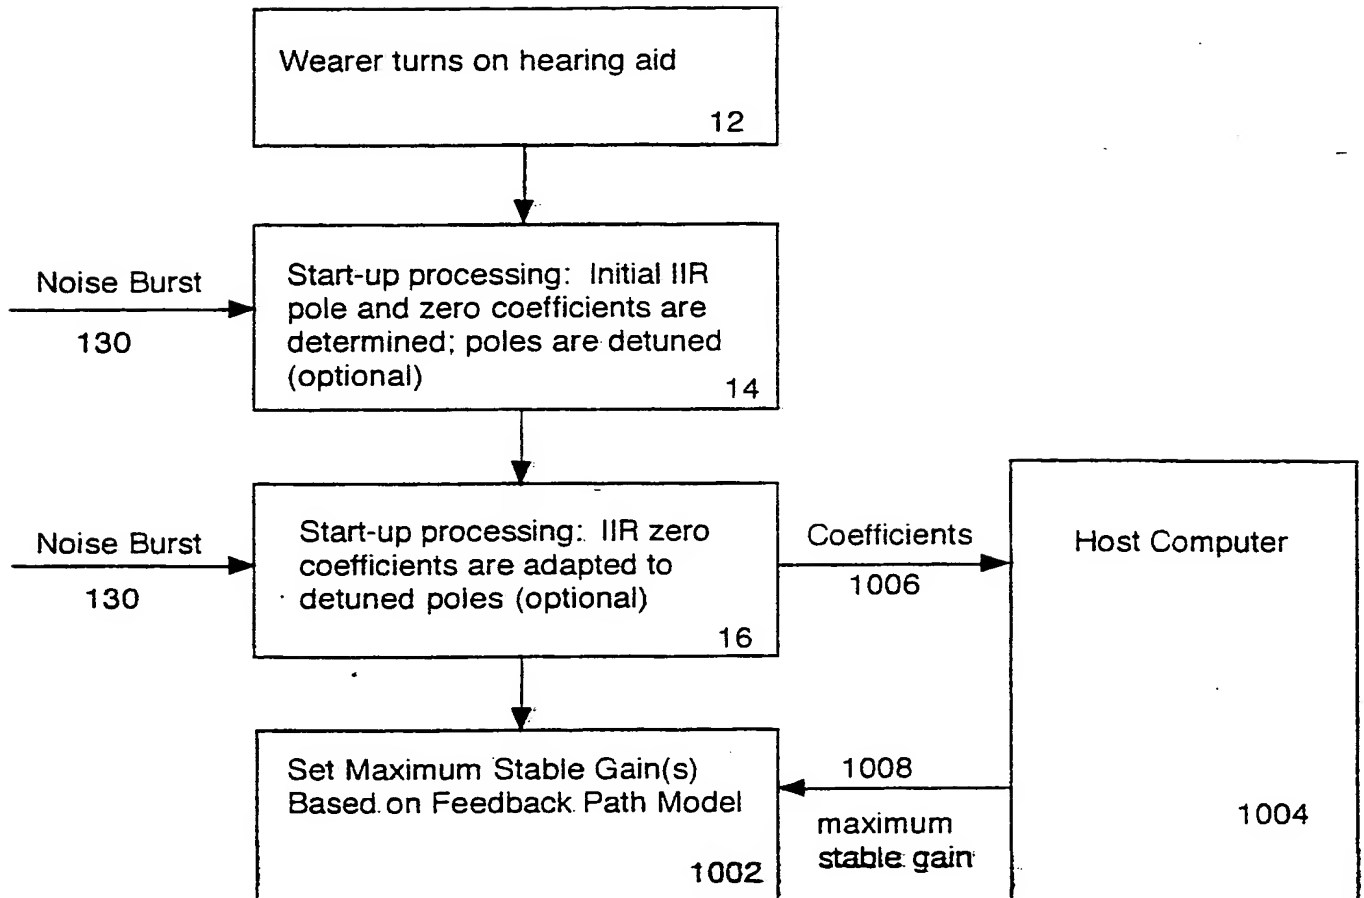 Wearer turns on hearing aid
12
Noise Burst
130
Start-up processing: Initial IIR
pole and zero coefficients are
determined; poles are detuned
(optional)
14
Noise Burst
130
Start-up processing: IIR zero
coefficients are adapted to
detuned poles (optional)
16
Coefficients
1006
Host Computer
1004
Set Maximum Stable Gain(s)
Based on Feedback Path Model
1002
1008
maximum
stable gain